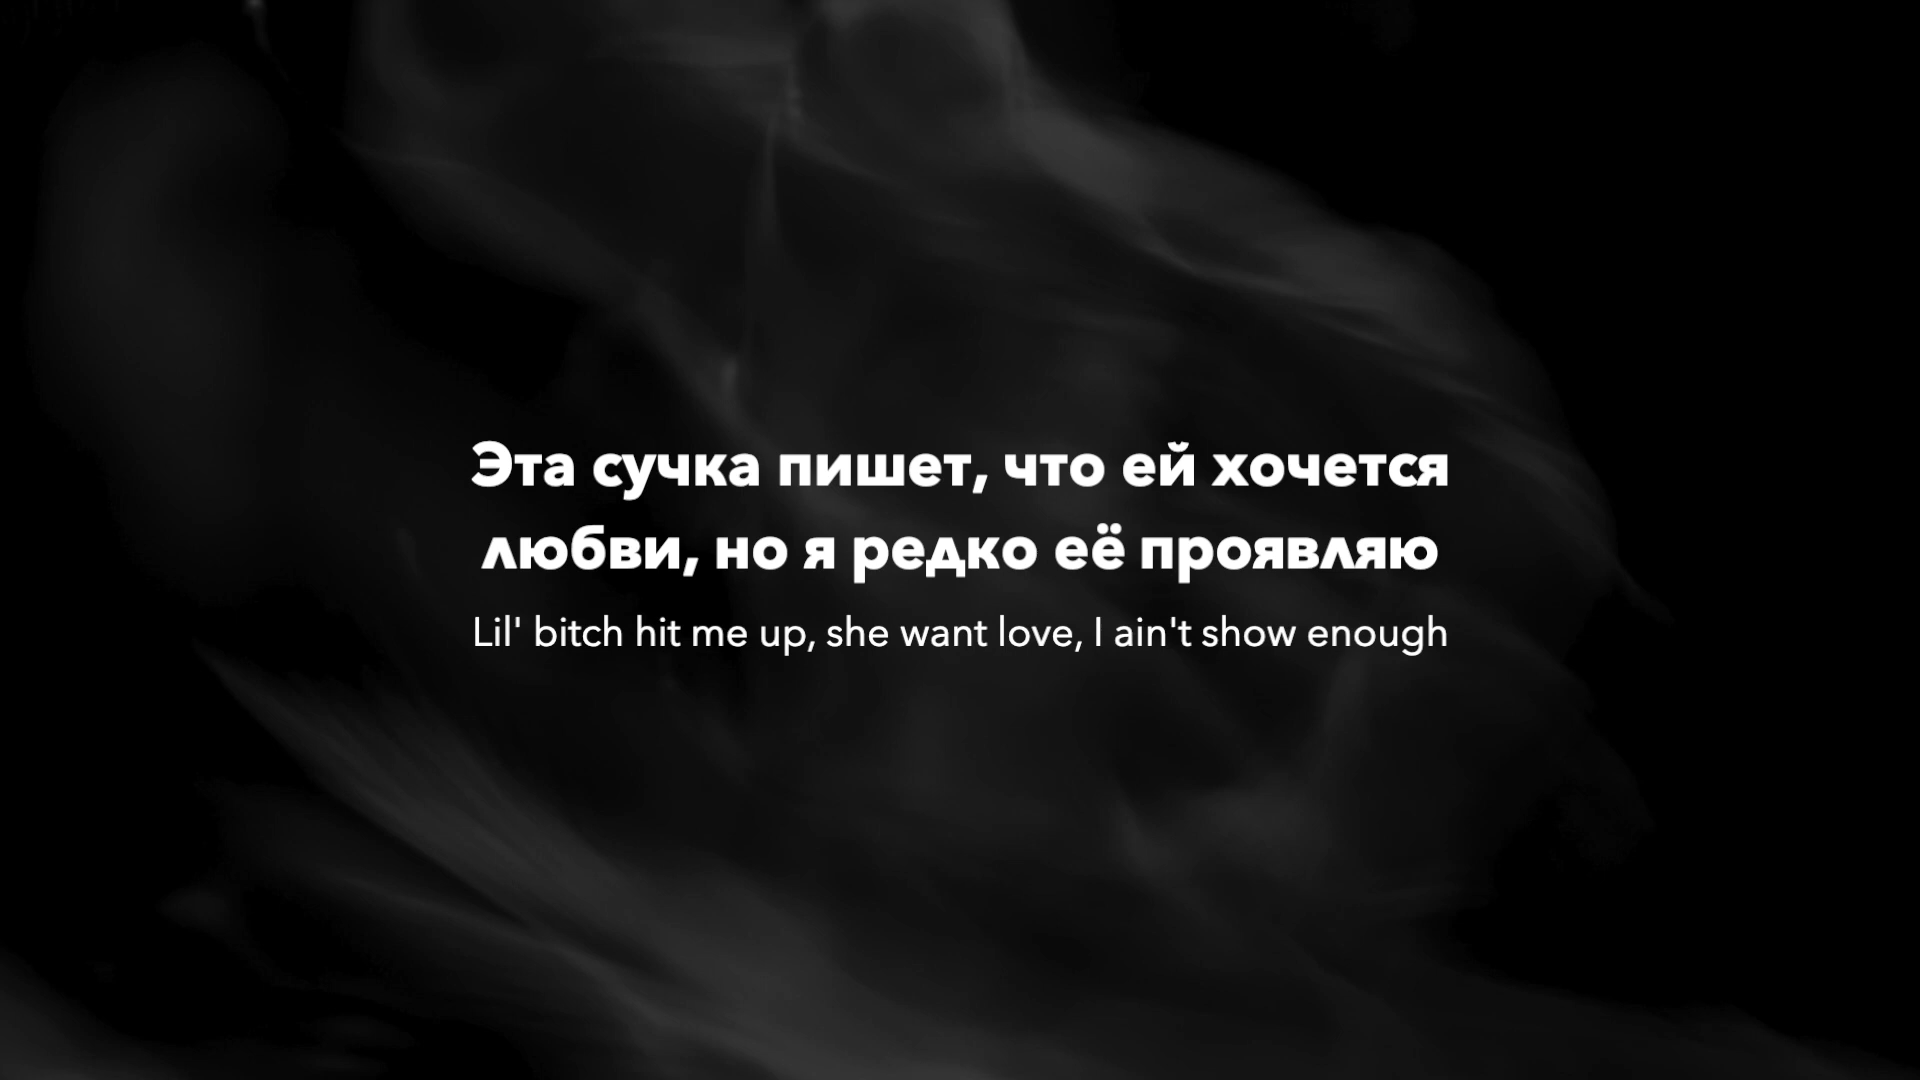 Эта сучка пишет, что ей хочется
любви, но я редко её проявляю
Lil' bitch hit me up, she want love, I ain't show enough